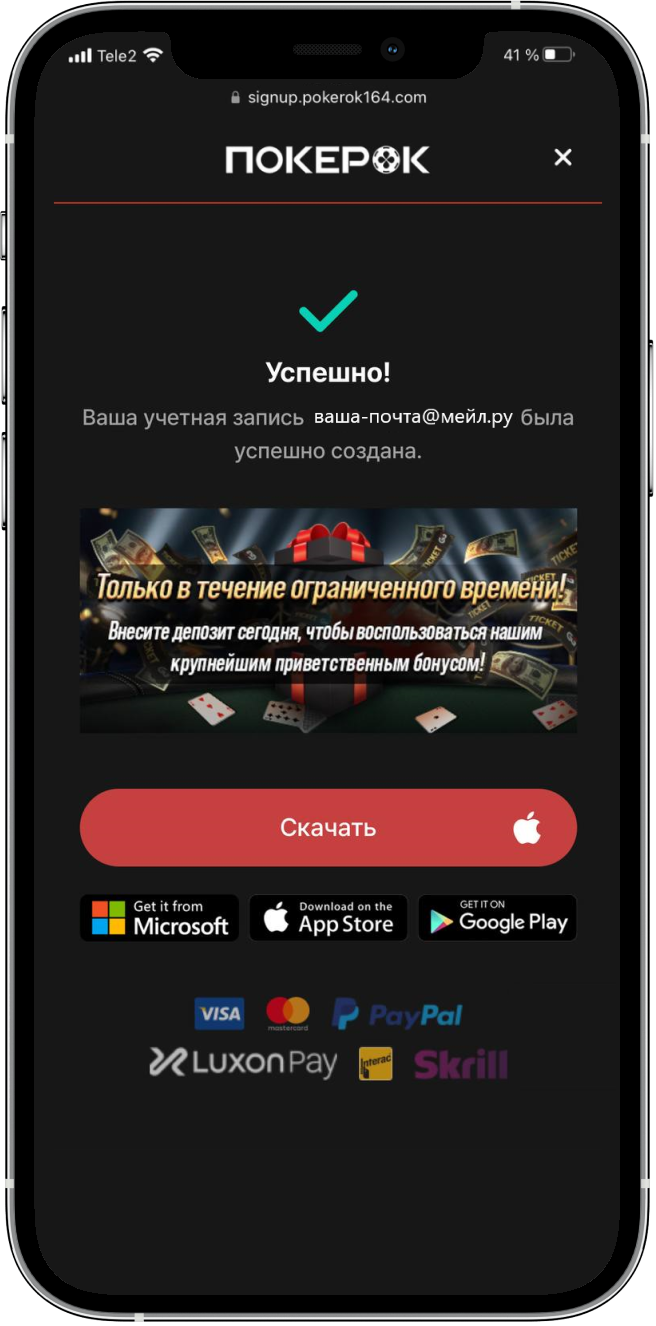 Tele2
41 %
signup.pokerok164.com
ПОКЕРОК
Успешно!
Ваша учетная запись ваша-почта@мейл.ру была
успешно создана.
Только в течение ограниченного времени!
Внесите депозит сегодня, чтобы воспользоваться нашим
крупнейшим приветственным бонусом!
Скачать
Get it from
Microsoft
Download on the
App Store
GET IT ON
Google Play
VISA
mastercard
PayPal
LUXON Pay
Interac
Skrill